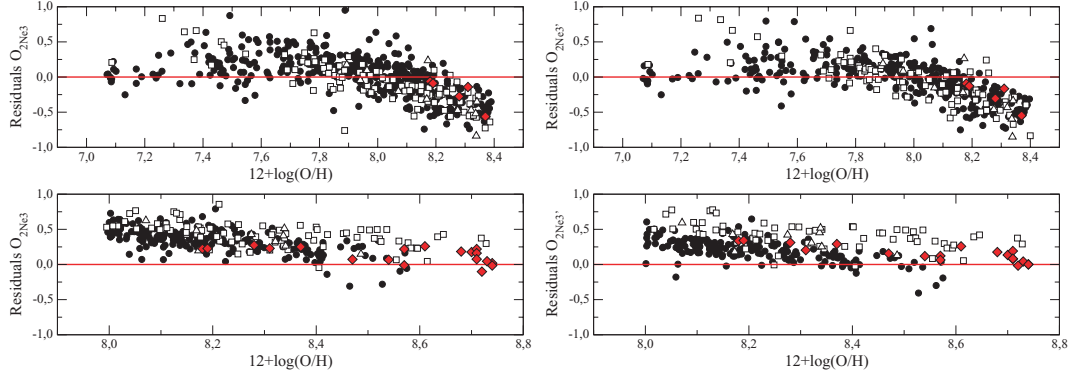 1,0
0,5
0,0
-0,5
-1,0
Residuals O2Ne3
7,0 7,2 7,4 7,6 7,8 8,0 8,2 8,4
12+log(O/H)
1,0
0,5
0,0
-0,5
-1,0
Residuals O2Ne3'
7,0 7,2 7,4 7,6 7,8 8,0 8,2 8,4
12+log(O/H)
1,0
0,5
0,0
-0,5
-1,0
Residuals O2Ne3
8,0 8,2 8,4 8,6 8,8
12+log(O/H)
1,0
0,5
0,0
-0,5
-1,0
Residuals O2Ne3'
8,0 8,2 8,4 8,6 8,8
12+log(O/H)